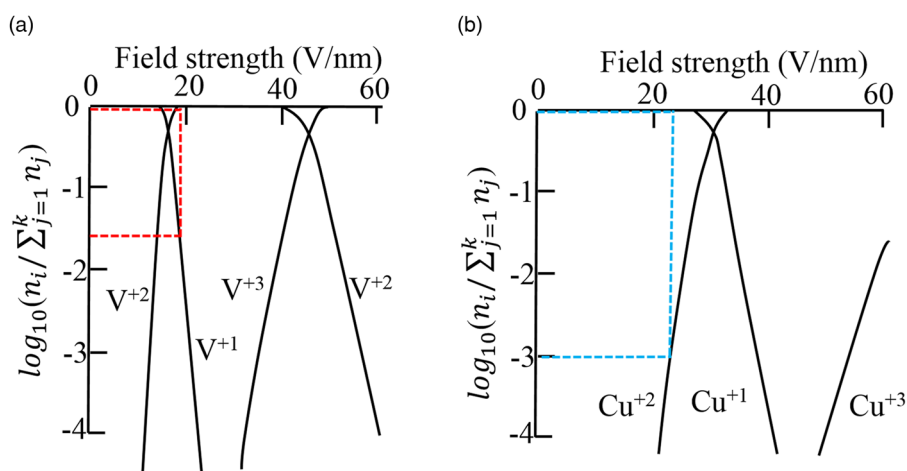 (a)
Field strength (V/nm)
0 20 40 60
0
-1
-2
-3
-4
log₁₀(nᵢ/Σᵏⱼ₌₁ nⱼ)
V⁺²
V⁺¹
V⁺³
V⁺²
(b)
Field strength (V/nm)
0 20 40 60
0
-1
-2
-3
-4
log₁₀(nᵢ/Σᵏⱼ₌₁ nⱼ)
Cu⁺²
Cu⁺¹
Cu⁺³